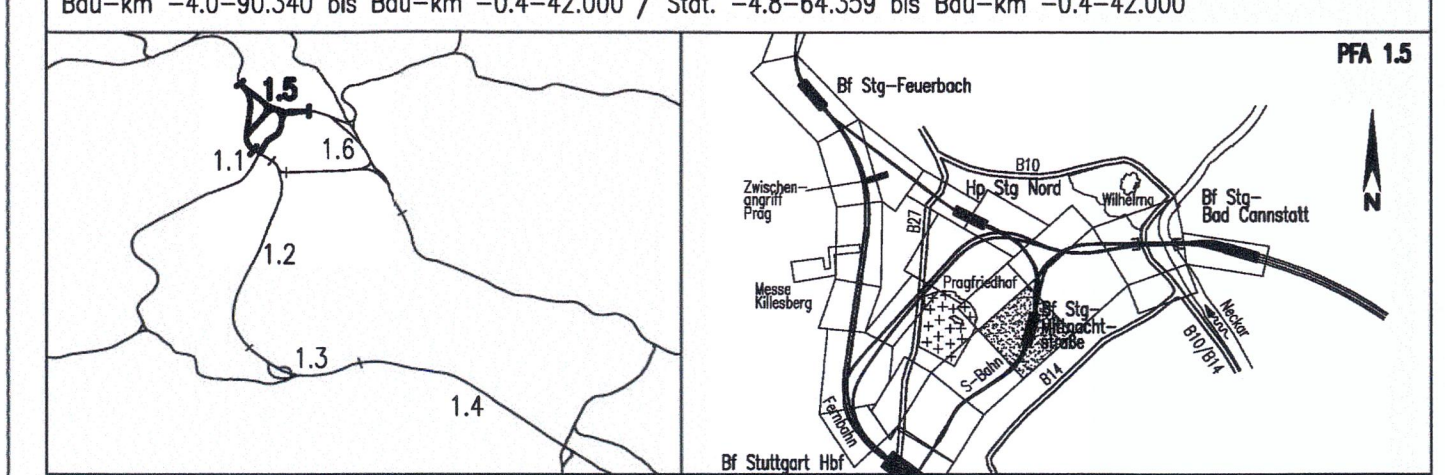 Bau-km -4.0-90.340 bis Bau-km -0.4-42.000 / Stat. -4.8-64.359 bis Bau-km -0.4-42.000
1.5
1.1
1.6
1.2
1.3
1.4
PFA 1.5
Bf Stg-Feuerbach
Zwischen-
angriff
Prag
Messe
Killesberg
B27
B10
Hp Stg Nord
Wilhelma
Bf Stg-
Bad Cannstatt
N
Pragfriedhof
Bf Stg-
Mittnacht-
straße
Neckar
B10/B14
S-Bahn
B14
Fernbahn
Bf Stuttgart Hbf